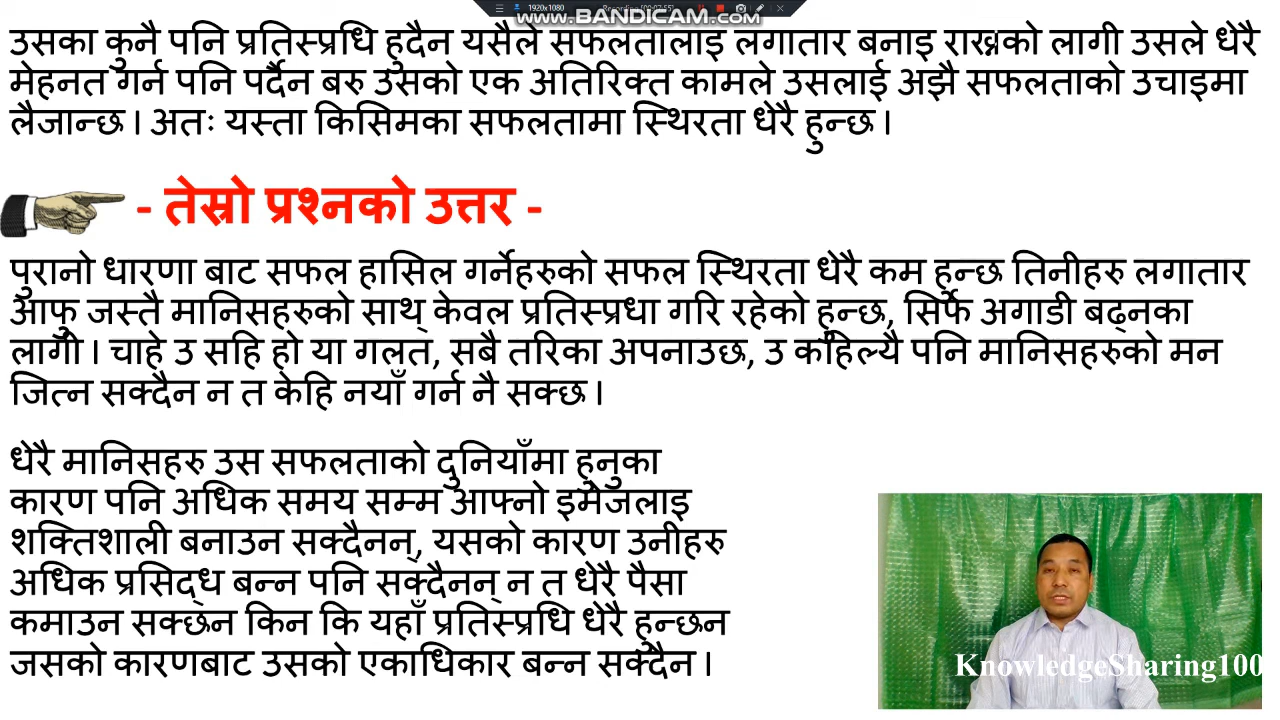 1920x1080
Recording [00:07:55]
www.BANDICAM.com
उसका कुनै पनि प्रतिस्प्रधि हुदैन यसैले सफलतालाइ लगातार बनाइ राख्नको लागी उसले धेरै
मेहनत गर्न पनि पर्दैन बरु उसको एक अतिरिक्त कामले उसलाई अझै सफलताको उचाइमा
लैजान्छ । अतः यस्ता किसिमका सफलतामा स्थिरता धेरै हुन्छ ।
- तेस्रो प्रश्नको उत्तर -
पुरानो धारणा बाट सफल हासिल गर्नेहरुको सफल स्थिरता धेरै कम हुन्छ तिनीहरु लगातार
आफु जस्तै मानिसहरुको साथ् केवल प्रतिस्प्रधा गरि रहेको हुन्छ, सिर्फ अगाडी बढ्नका
लागी । चाहे उ सहि हो या गलत, सबै तरिका अपनाउछ, उ कहिल्यै पनि मानिसहरुको मन
जित्न सक्दैन न त केहि नयाँ गर्न नै सक्छ ।
धेरै मानिसहरु उस सफलताको दुनियाँमा हुनुका
कारण पनि अधिक समय सम्म आफ्नो इमेजलाइ
शक्तिशाली बनाउन सक्दैनन्, यसको कारण उनीहरु
अधिक प्रसिद्ध बन्न पनि सक्दैनन् न त धेरै पैसा
कमाउन सक्छन किन कि यहाँ प्रतिस्प्रधि धेरै हुन्छन
जसको कारणबाट उसको एकाधिकार बन्न सक्दैन ।
KnowledgeSharing100